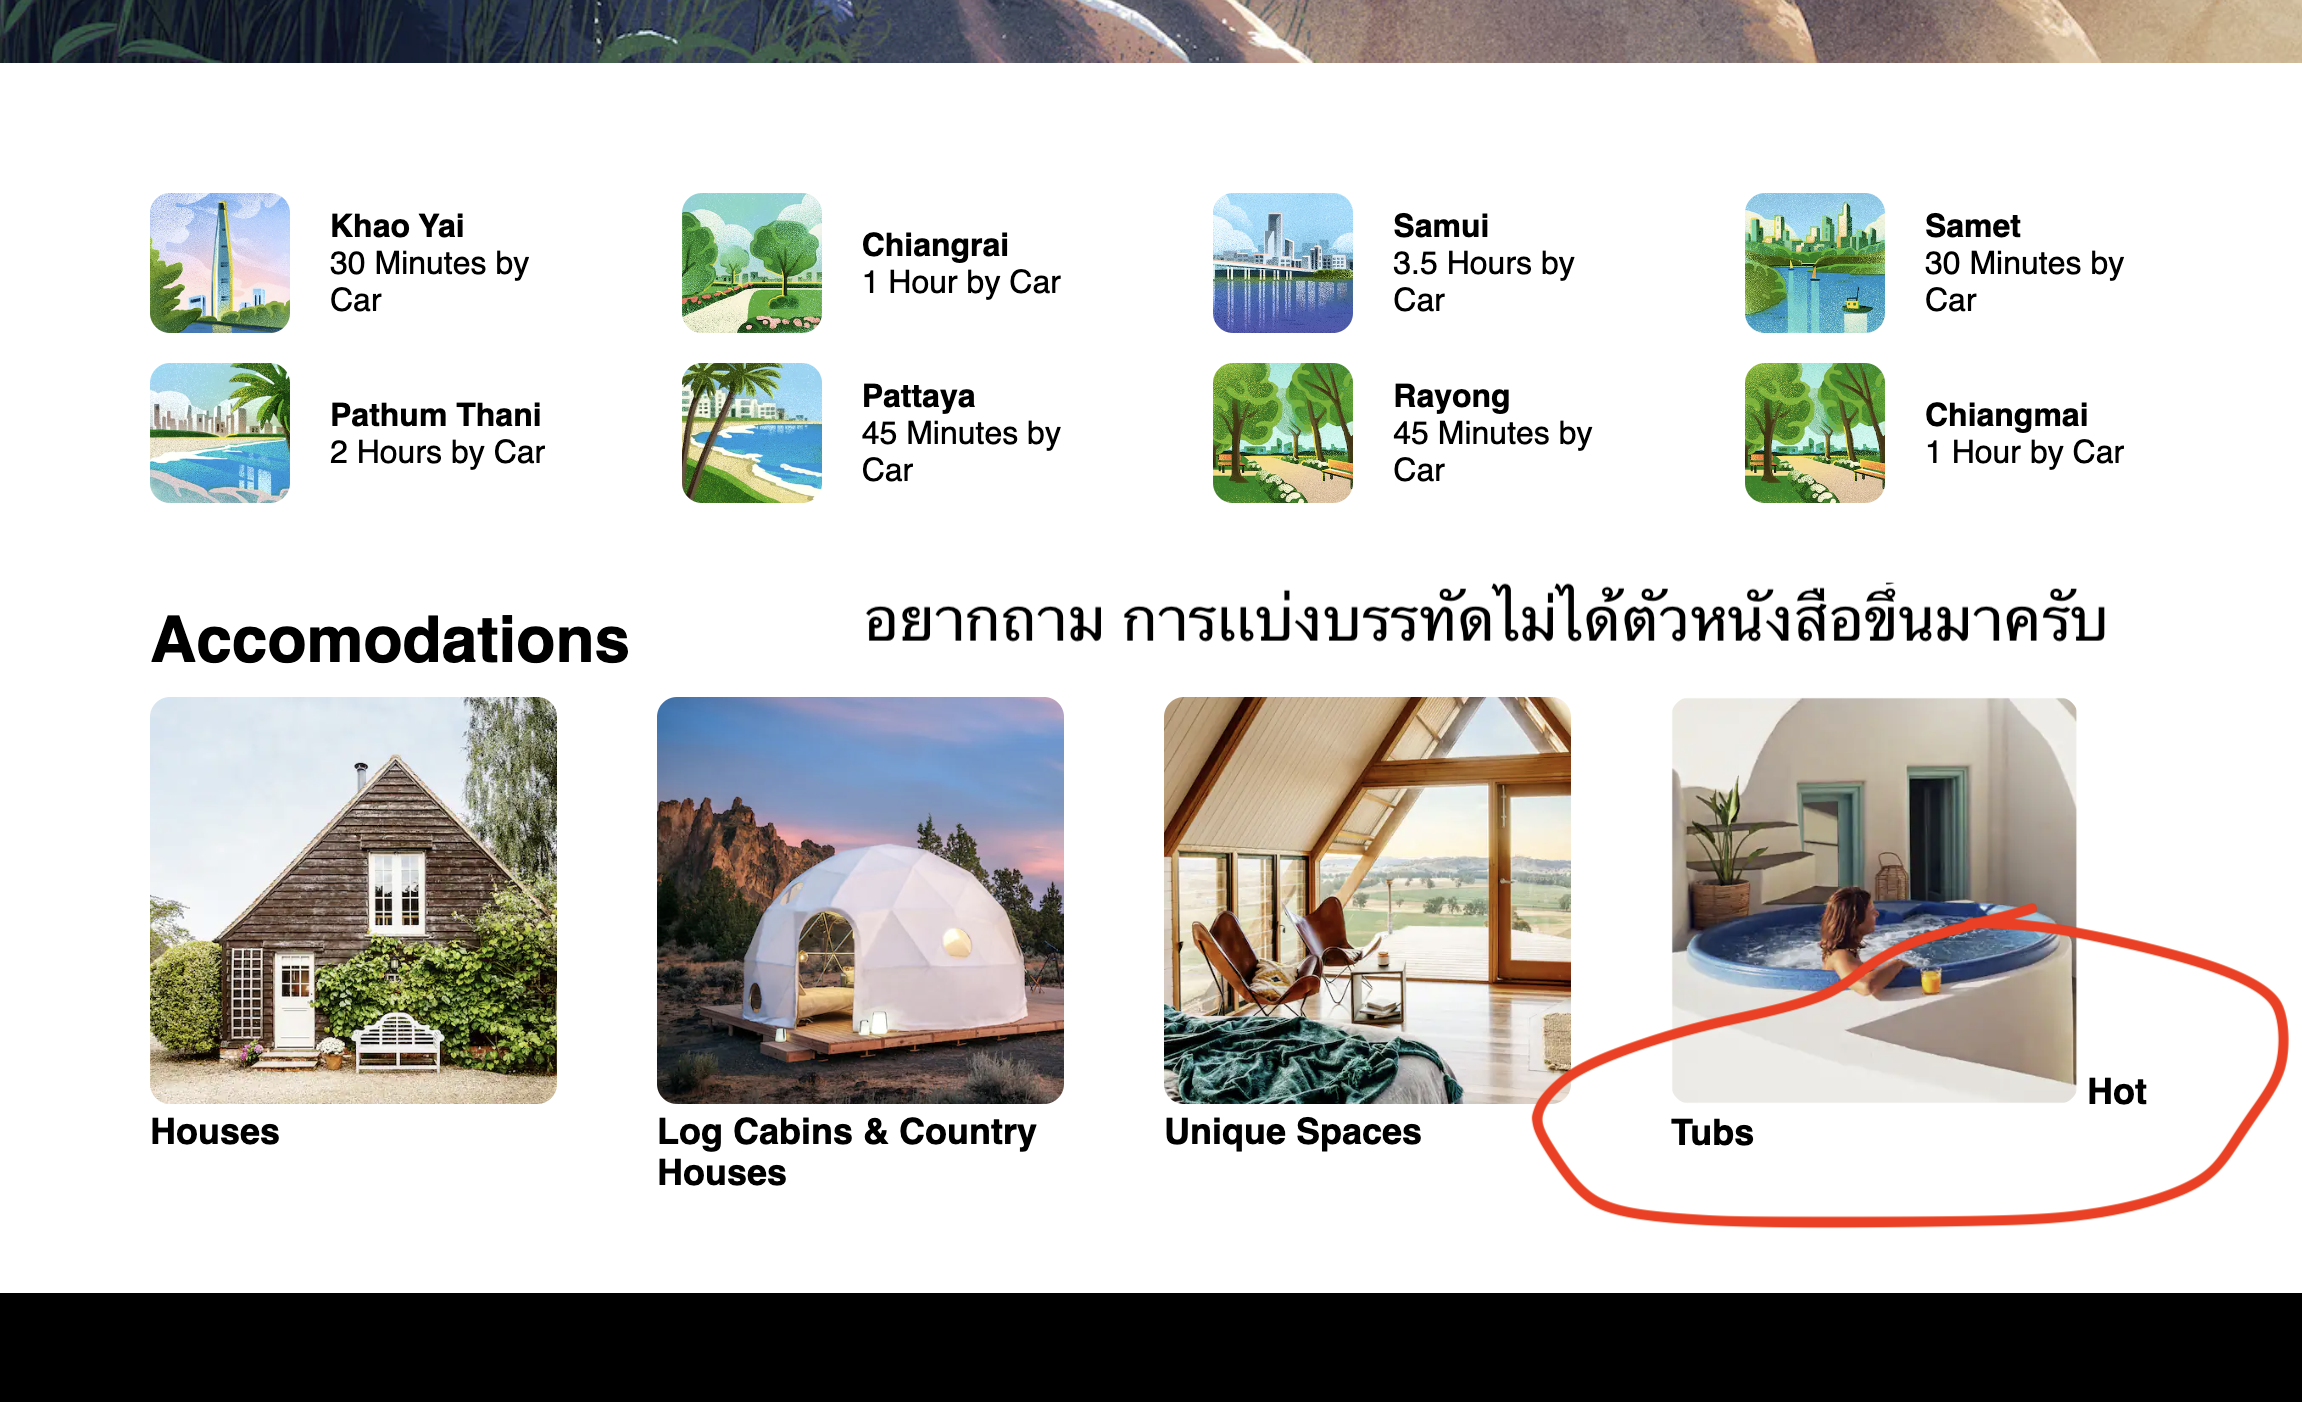 Khao Yai
30 Minutes by
Car
Chiangrai
1 Hour by Car
Samui
3.5 Hours by
Car
Samet
30 Minutes by
Car
Pathum Thani
2 Hours by Car
Pattaya
45 Minutes by
Car
Rayong
45 Minutes by
Car
Chiangmai
1 Hour by Car
Accomodations
อยากถาม การแบ่งบรรทัดไม่ได้ตัวหนังสือขึ้นมาครับ
Houses
Log Cabins & Country
Houses
Unique Spaces
Hot
Tubs